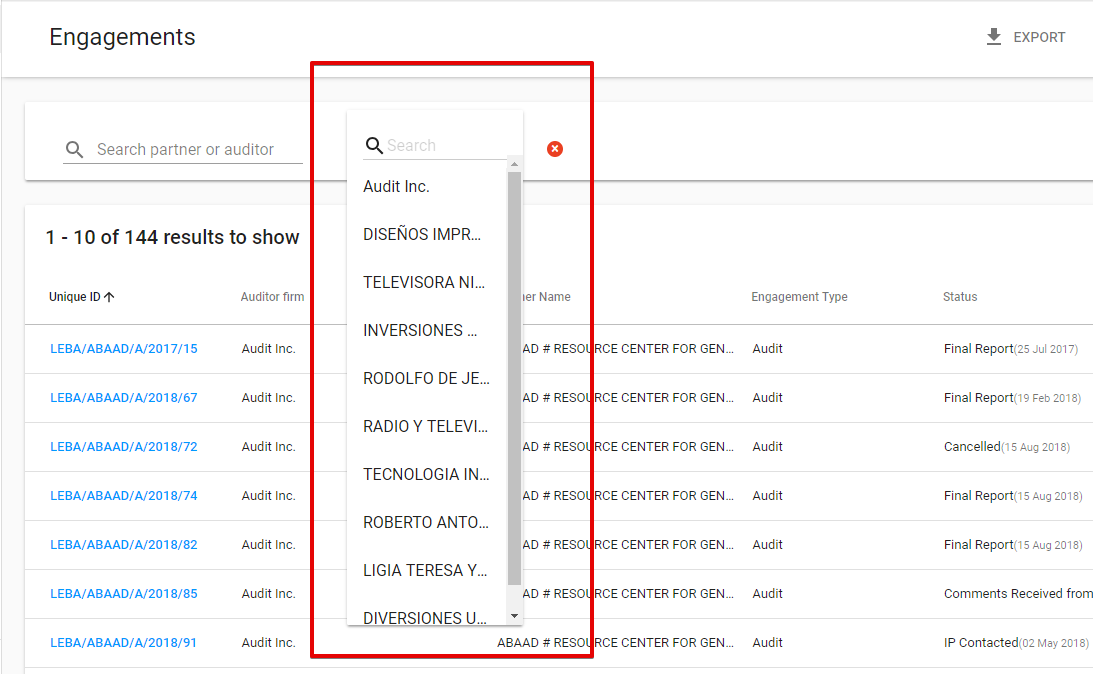 Engagements
EXPORT
Search partner or auditor
Search
Audit Inc.
DISEÑOS IMPR...
TELEVISORA NI...
INVERSIONES ...
RODOLFO DE JE...
RADIO Y TELEVI...
TECNOLOGIA IN...
ROBERTO ANTO...
LIGIA TERESA Y...
DIVERSIONES U...
1 - 10 of 144 results to show
Unique ID Auditor firm er Name Engagement Type Status
LEBA/ABAAD/A/2017/15 Audit Inc. AD # RESOURCE CENTER FOR GEN... Audit Final Report(25 Jul 2017)
LEBA/ABAAD/A/2018/67 Audit Inc. AD # RESOURCE CENTER FOR GEN... Audit Final Report(19 Feb 2018)
LEBA/ABAAD/A/2018/72 Audit Inc. AD # RESOURCE CENTER FOR GEN... Audit Cancelled(15 Aug 2018)
LEBA/ABAAD/A/2018/74 Audit Inc. AD # RESOURCE CENTER FOR GEN... Audit Final Report(15 Aug 2018)
LEBA/ABAAD/A/2018/82 Audit Inc. AD # RESOURCE CENTER FOR GEN... Audit Final Report(15 Aug 2018)
LEBA/ABAAD/A/2018/85 Audit Inc. AD # RESOURCE CENTER FOR GEN... Audit Comments Received from
LEBA/ABAAD/A/2018/91 Audit Inc. ABAAD # RESOURCE CENTER FOR GEN... Audit IP Contacted(02 May 2018)